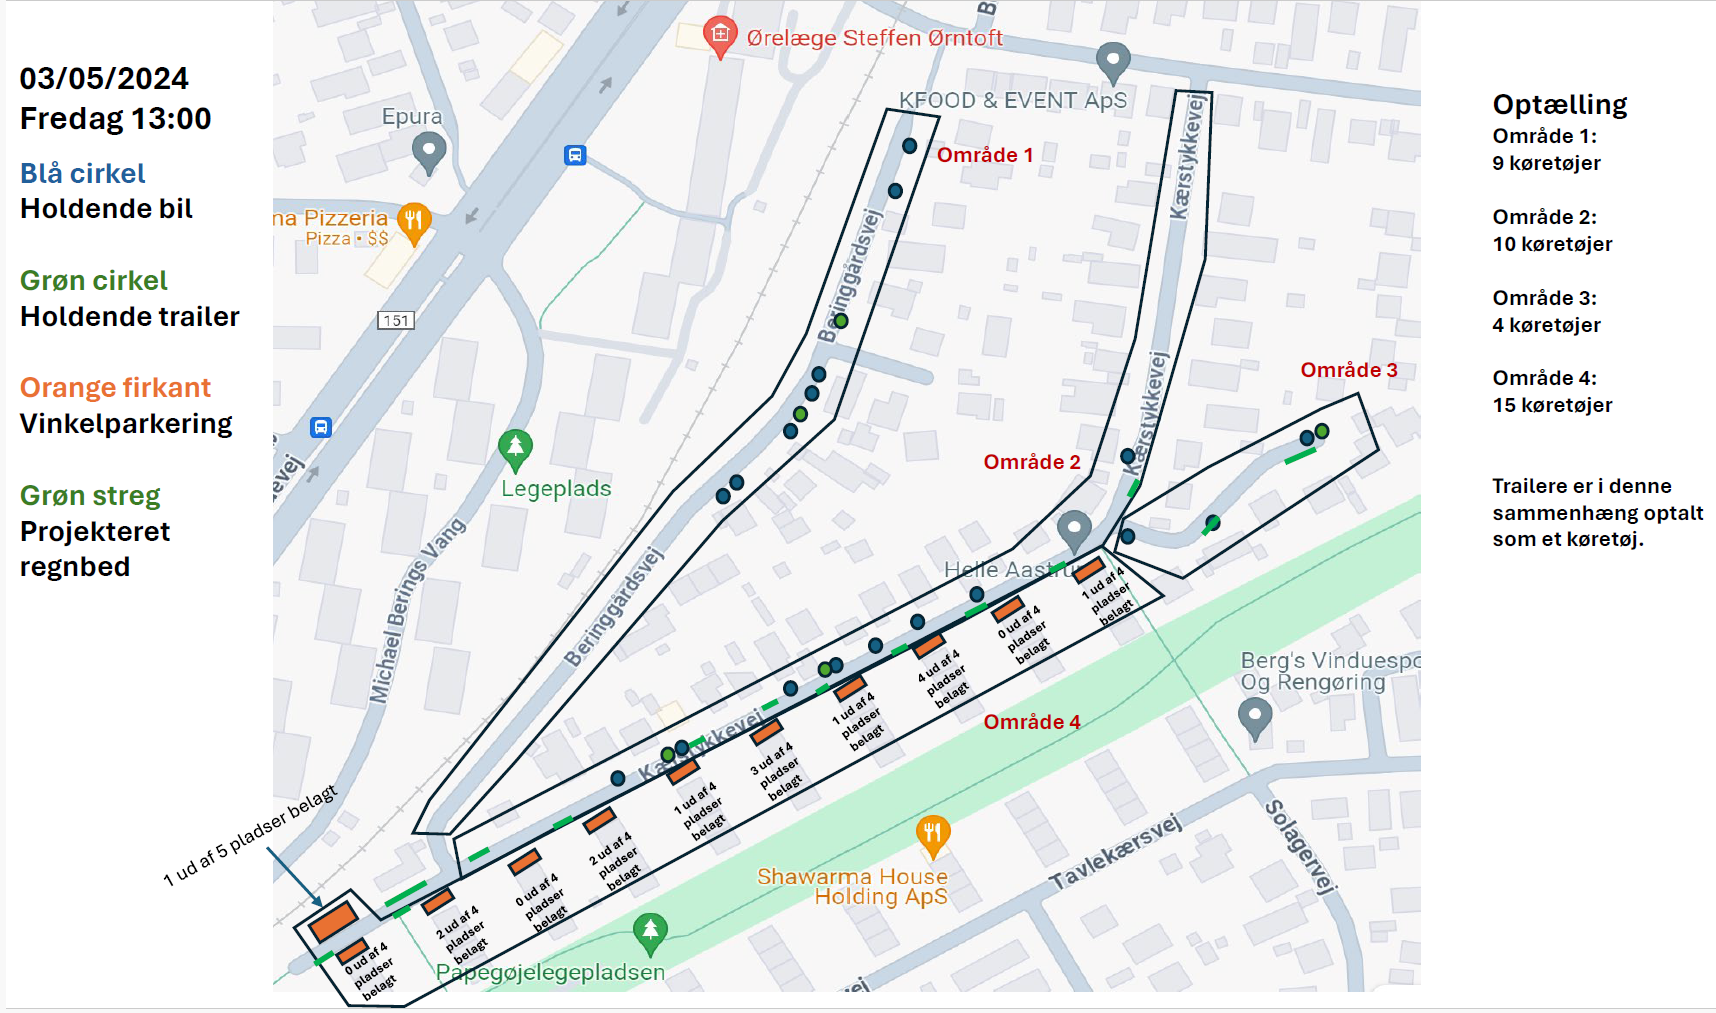 03/05/2024
Fredag 13:00
Blå cirkel
Holdende bil
Grøn cirkel
Holdende trailer
Orange firkant
Vinkelparkering
Grøn streg
Projekteret
regnbed
Ørelæge Steffen Ørntoft
KFOOD & EVENT ApS
Epura
na Pizzeria
Pizza • $$
151
Legeplads
Michael Berings Vang
Beringgårdsvej
Beringgårdsvej
Kærstykkevej
Kærstykkevej
Kærstykkevej
Område 1
Område 2
Område 3
Område 4
Helle Aastru
Berg's Vinduespo
Og Rengøring
Shawarma House
Holding ApS
Papegøjelegepladsen
Tavlekærsvej
Solagervej
evej
ej
B
1 ud af 5 pladser belagt
0 ud af 4
pladser
belagt
2 ud af 4
pladser
belagt
0 ud af 4
pladser
belagt
2 ud af 4
pladser
belagt
1 ud af 4
pladser
belagt
3 ud af 4
pladser
belagt
1 ud af 4
pladser
belagt
4 ud af 4
pladser
belagt
0 ud af 4
pladser
belagt
1 ud af 4
pladser
belagt
Optælling
Område 1:
9 køretøjer
Område 2:
10 køretøjer
Område 3:
4 køretøjer
Område 4:
15 køretøjer
Trailere er i denne
sammenhæng optalt
som et køretøj.